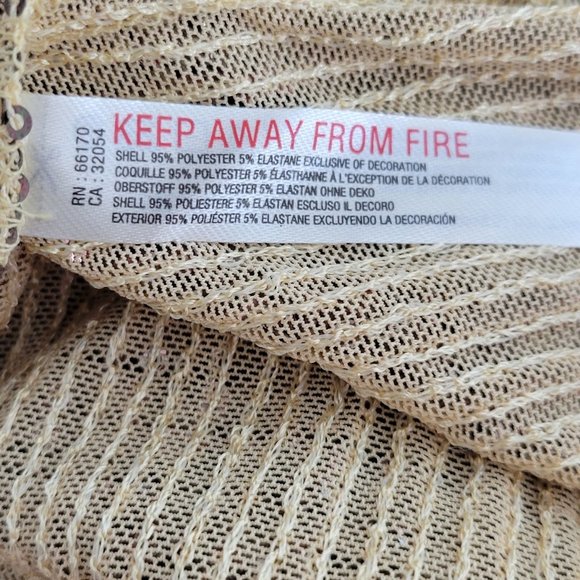 RN : 66170
CA : 32054
KEEP AWAY FROM FIRE
SHELL 95% POLYESTER 5% ELASTANE EXCLUSIVE OF DECORATION
COQUILLE 95% POLYESTER 5% ÉLASTHANNE À L'EXCEPTION DE LA DÉCORATION
OBERSTOFF 95% POLYESTER 5% ELASTAN OHNE DEKO
SHELL 95% POLIESTERE 5% ELASTAN ESCLUSO IL DECORO
EXTERIOR 95% POLIÉSTER 5% ELASTANE EXCLUYENDO LA DECORACIÓN